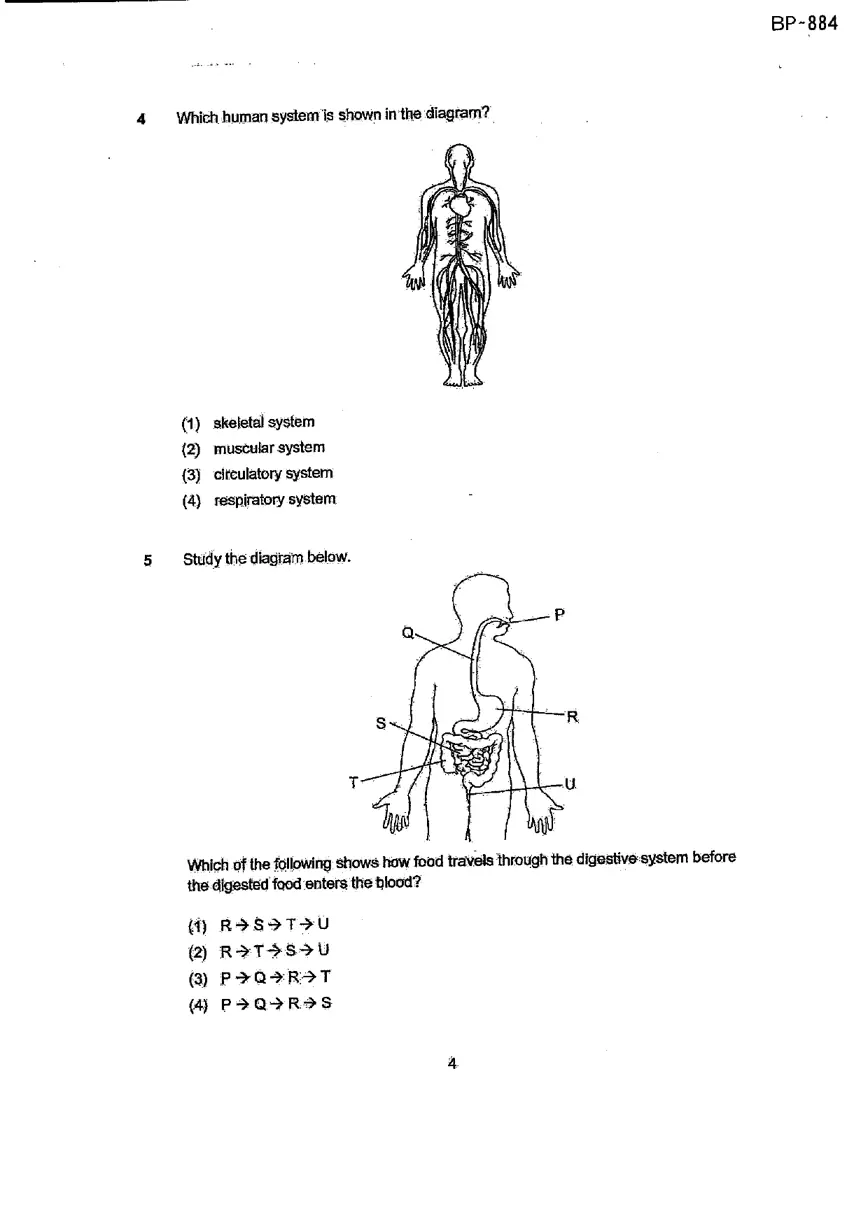 BP-884
4 Which human system is shown in the diagram?
(1) skeletal system
(2) muscular system
(3) circulatory system
(4) respiratory system
5 Study the diagram below.
P
Q
R
S
T
U
Which of the following shows how food travels through the digestive system before
the digested food enters the blood?
(1) R → S → T → U
(2) R → T → S → U
(3) P → Q → R → T
(4) P → Q → R → S
4